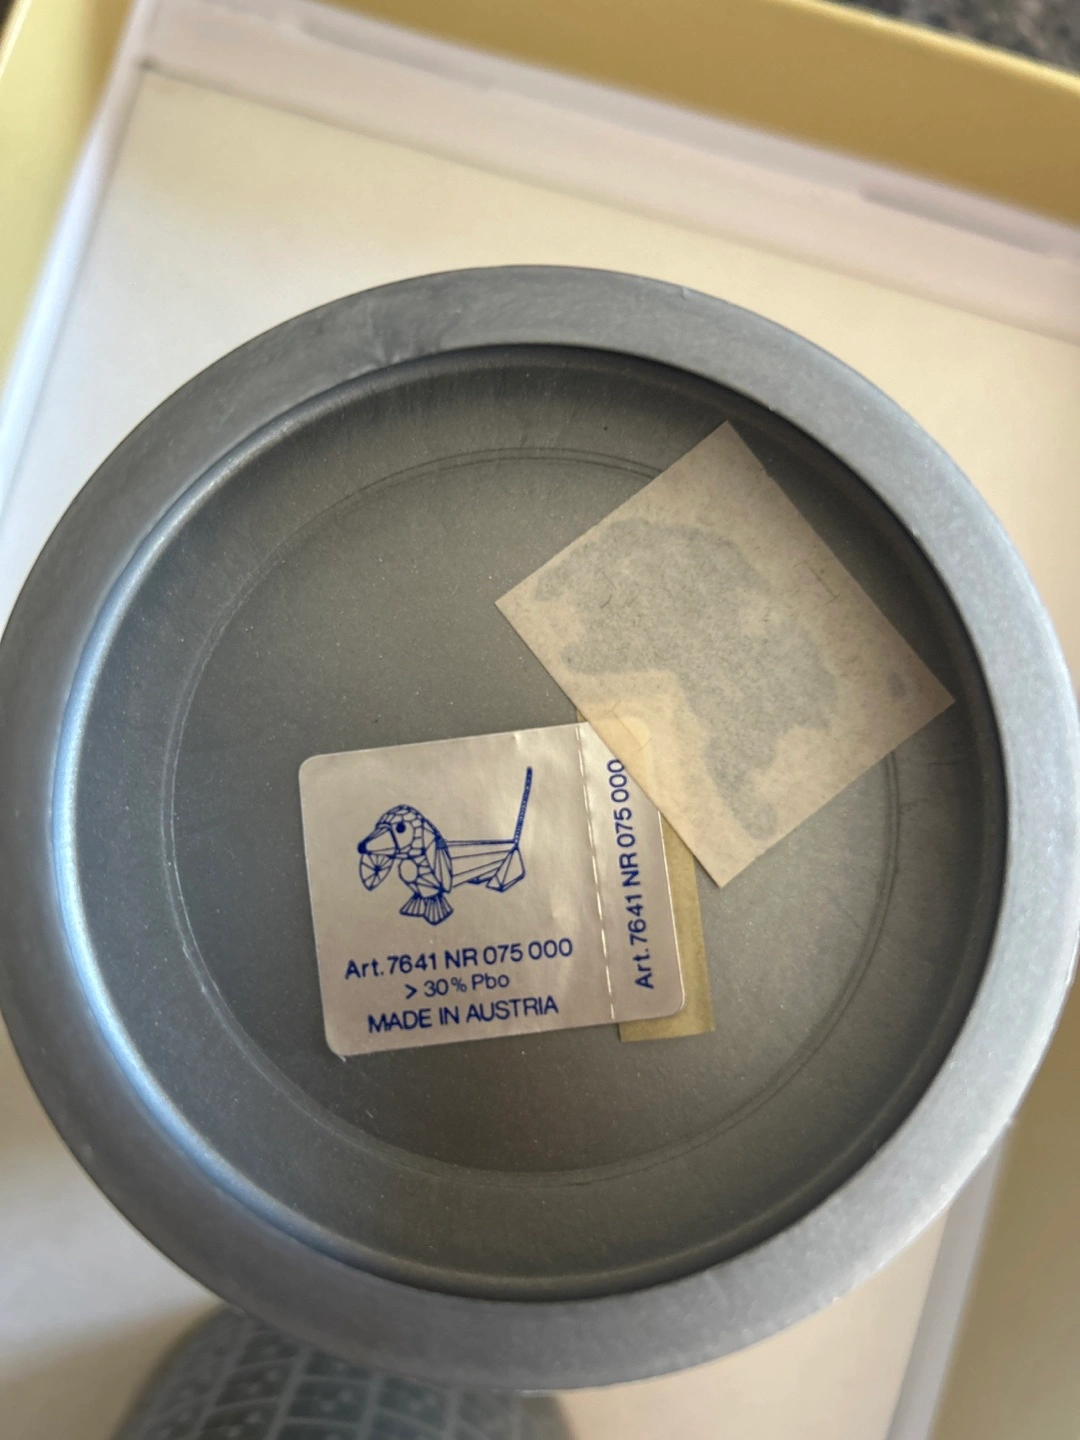 Art. 7641 NR 075 000
> 30% Pbo
MADE IN AUSTRIA
Art. 7641 NR 075 000